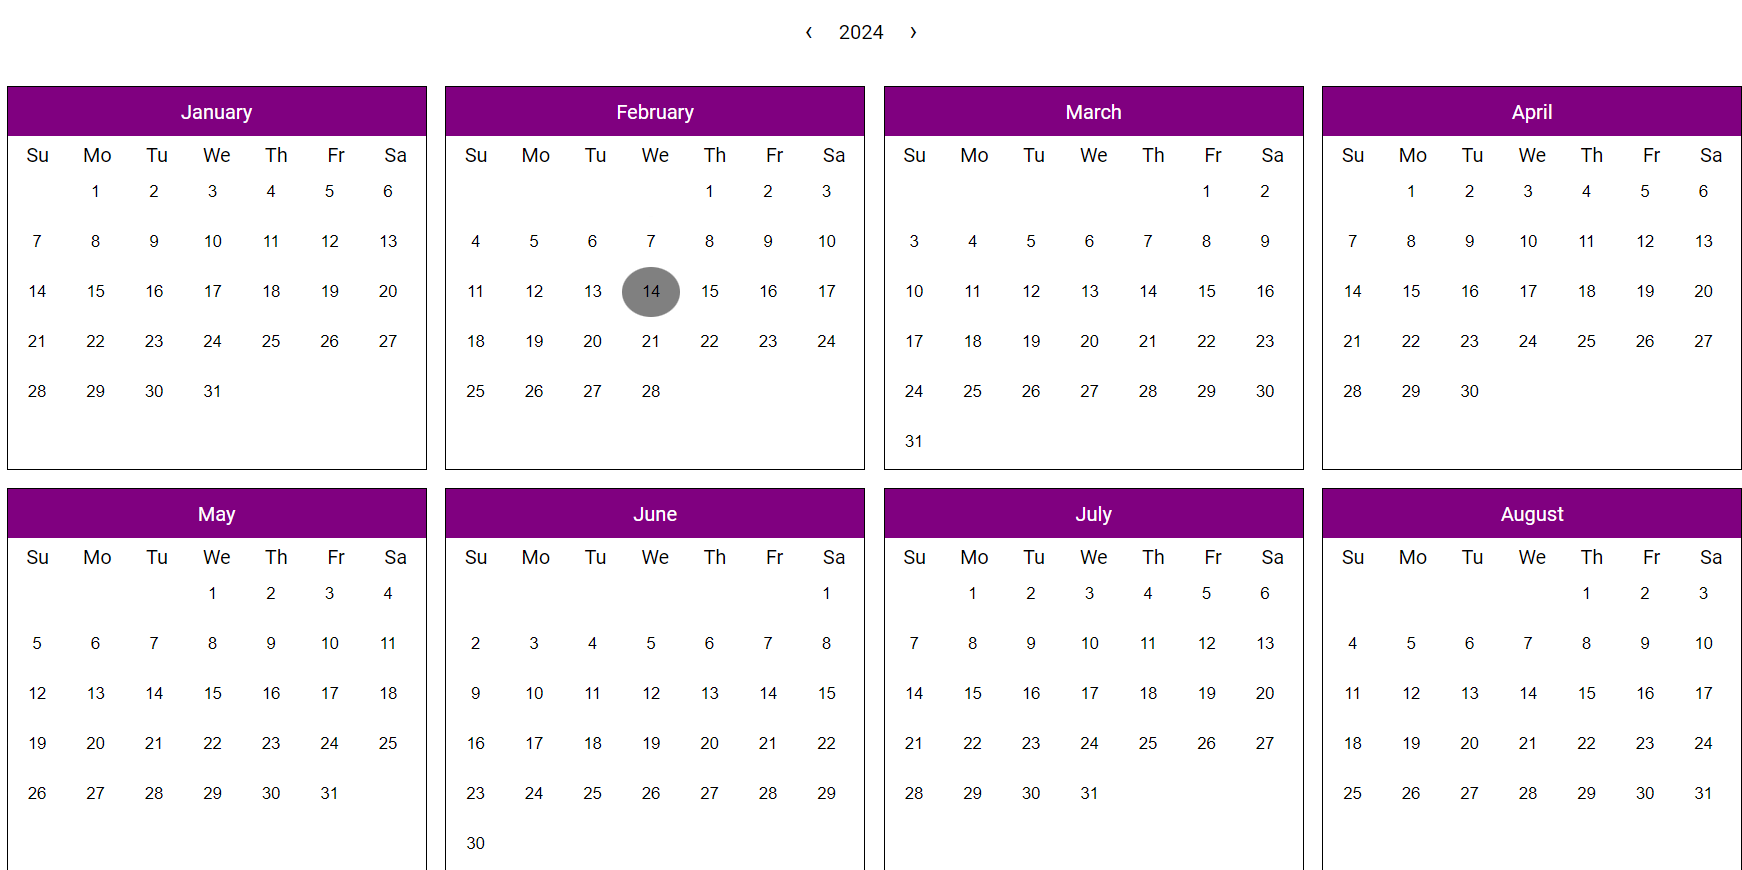 ‹ 2024 ›
January February March April
Su Mo Tu We Th Fr Sa Su Mo Tu We Th Fr Sa Su Mo Tu We Th Fr Sa Su Mo Tu We Th Fr Sa
1 2 3 4 5 6 1 2 3 1 2 1 2 3 4 5 6
7 8 9 10 11 12 13 4 5 6 7 8 9 10 3 4 5 6 7 8 9 7 8 9 10 11 12 13
14 15 16 17 18 19 20 11 12 13 14 15 16 17 10 11 12 13 14 15 16 14 15 16 17 18 19 20
21 22 23 24 25 26 27 18 19 20 21 22 23 24 17 18 19 20 21 22 23 21 22 23 24 25 26 27
28 29 30 31 25 26 27 28 24 25 26 27 28 29 30 28 29 30
31
May June July August
Su Mo Tu We Th Fr Sa Su Mo Tu We Th Fr Sa Su Mo Tu We Th Fr Sa Su Mo Tu We Th Fr Sa
1 2 3 4 1 1 2 3 4 5 6 1 2 3
5 6 7 8 9 10 11 2 3 4 5 6 7 8 7 8 9 10 11 12 13 4 5 6 7 8 9 10
12 13 14 15 16 17 18 9 10 11 12 13 14 15 14 15 16 17 18 19 20 11 12 13 14 15 16 17
19 20 21 22 23 24 25 16 17 18 19 20 21 22 21 22 23 24 25 26 27 18 19 20 21 22 23 24
26 27 28 29 30 31 23 24 25 26 27 28 29 28 29 30 31 25 26 27 28 29 30 31
30